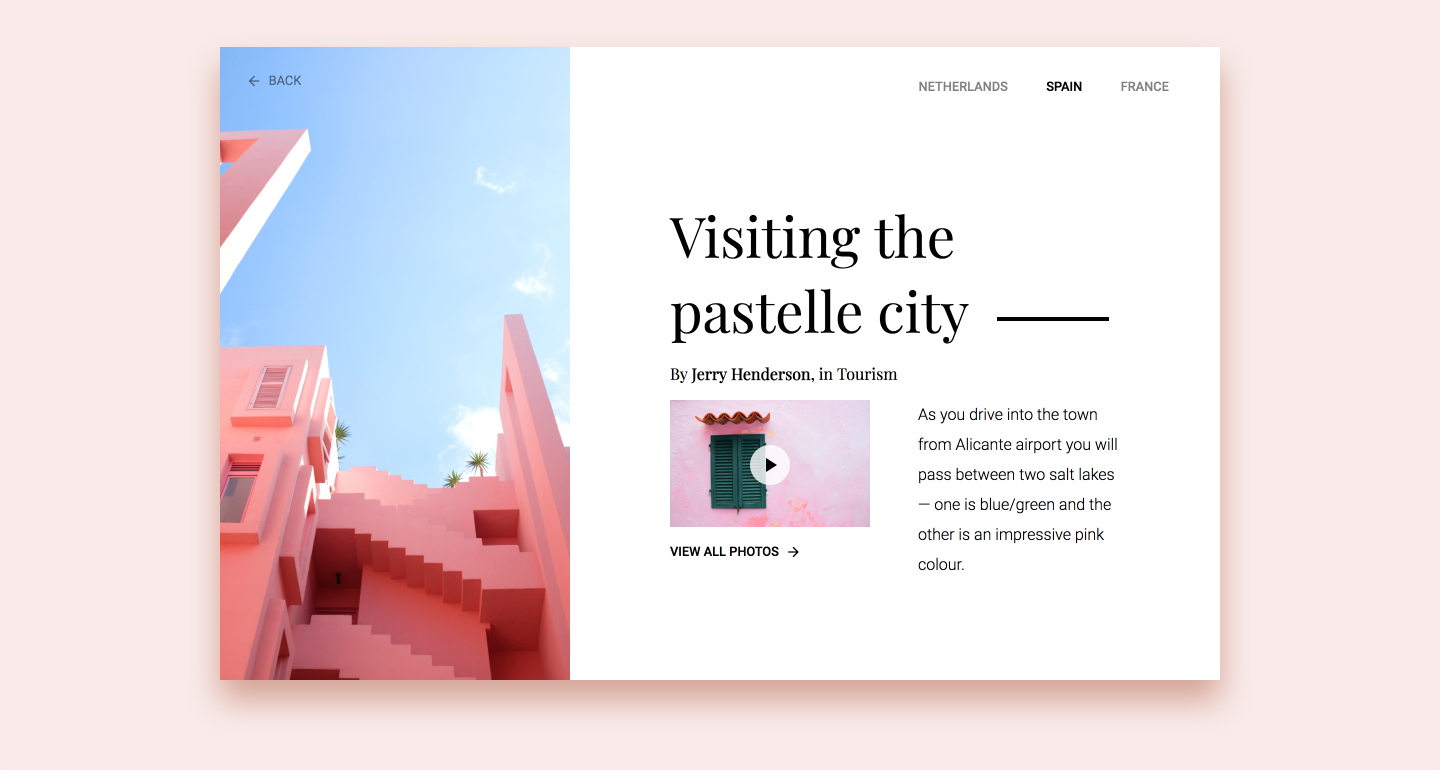 BACK
NETHERLANDS SPAIN FRANCE
Visiting the
pastelle city
By Jerry Henderson, in Tourism
As you drive into the town
from Alicante airport you will
pass between two salt lakes
— one is blue/green and the
other is an impressive pink
colour.
VIEW ALL PHOTOS